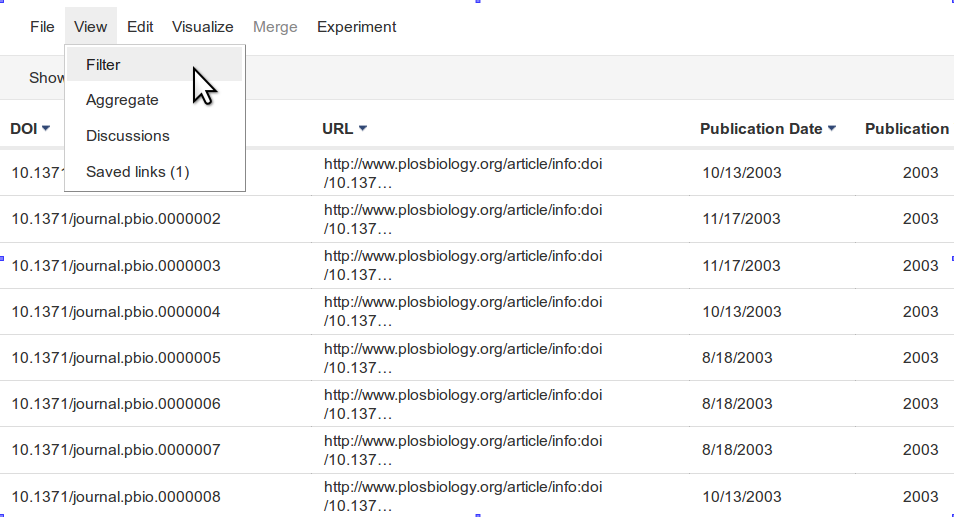 File View Edit Visualize Merge Experiment
Filter
Show
Aggregate
Discussions
Saved links (1)
DOI URL Publication Date Publication
10.1371 http://www.plosbiology.org/article/info:doi
/10.137… 10/13/2003 2003
10.1371/journal.pbio.0000002 http://www.plosbiology.org/article/info:doi
/10.137… 11/17/2003 2003
10.1371/journal.pbio.0000003 http://www.plosbiology.org/article/info:doi
/10.137… 11/17/2003 2003
10.1371/journal.pbio.0000004 http://www.plosbiology.org/article/info:doi
/10.137… 10/13/2003 2003
10.1371/journal.pbio.0000005 http://www.plosbiology.org/article/info:doi
/10.137… 8/18/2003 2003
10.1371/journal.pbio.0000006 http://www.plosbiology.org/article/info:doi
/10.137… 8/18/2003 2003
10.1371/journal.pbio.0000007 http://www.plosbiology.org/article/info:doi
/10.137… 8/18/2003 2003
10.1371/journal.pbio.0000008 http://www.plosbiology.org/article/info:doi
/10.137… 10/13/2003 2003